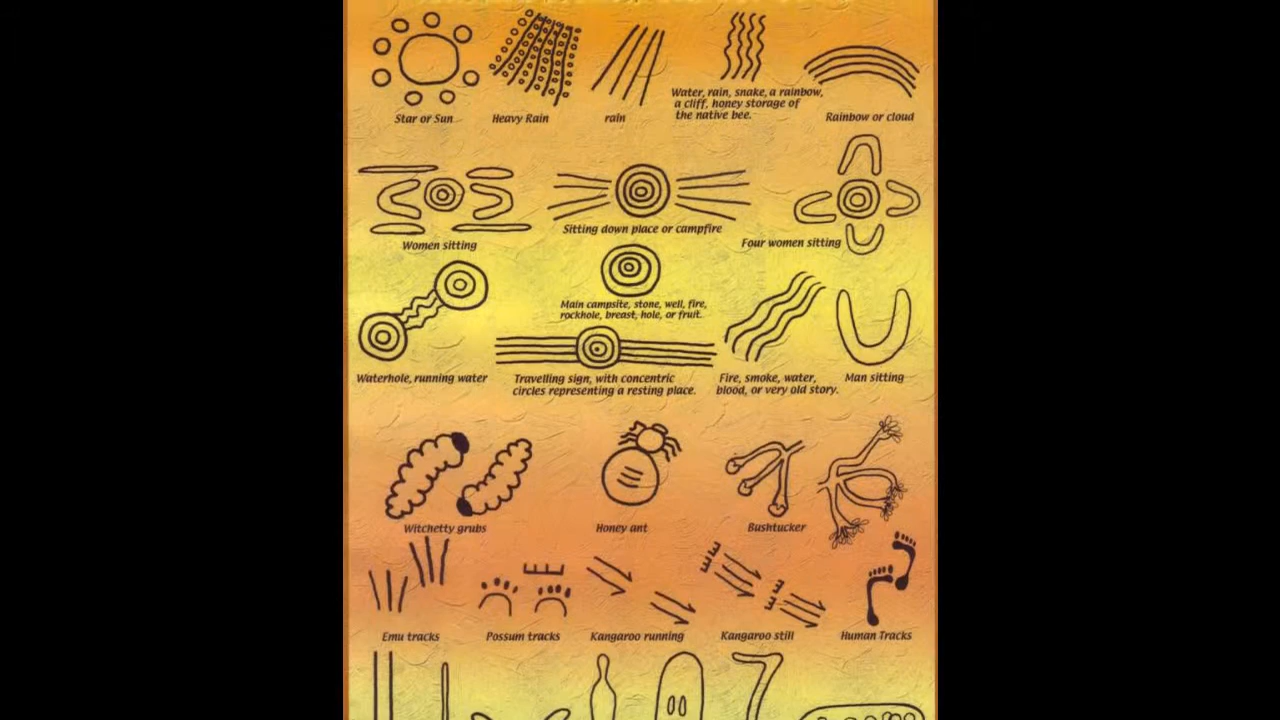 Star or Sun
Heavy Rain
rain
Water, rain, snake, a rainbow,
a cliff, honey storage of
the native bee.
Rainbow or cloud
Women sitting
Sitting down place or campfire
Four women sitting
Main campsite, stone, well, fire,
rockhole, breast, hole, or fruit.
Waterhole, running water
Travelling sign, with concentric
circles representing a resting place.
Fire, smoke, water,
blood, or very old story.
Man sitting
Witchetty grubs
Honey ant
Bushtucker
Emu tracks
Possum tracks
Kangaroo running
Kangaroo still
Human Tracks